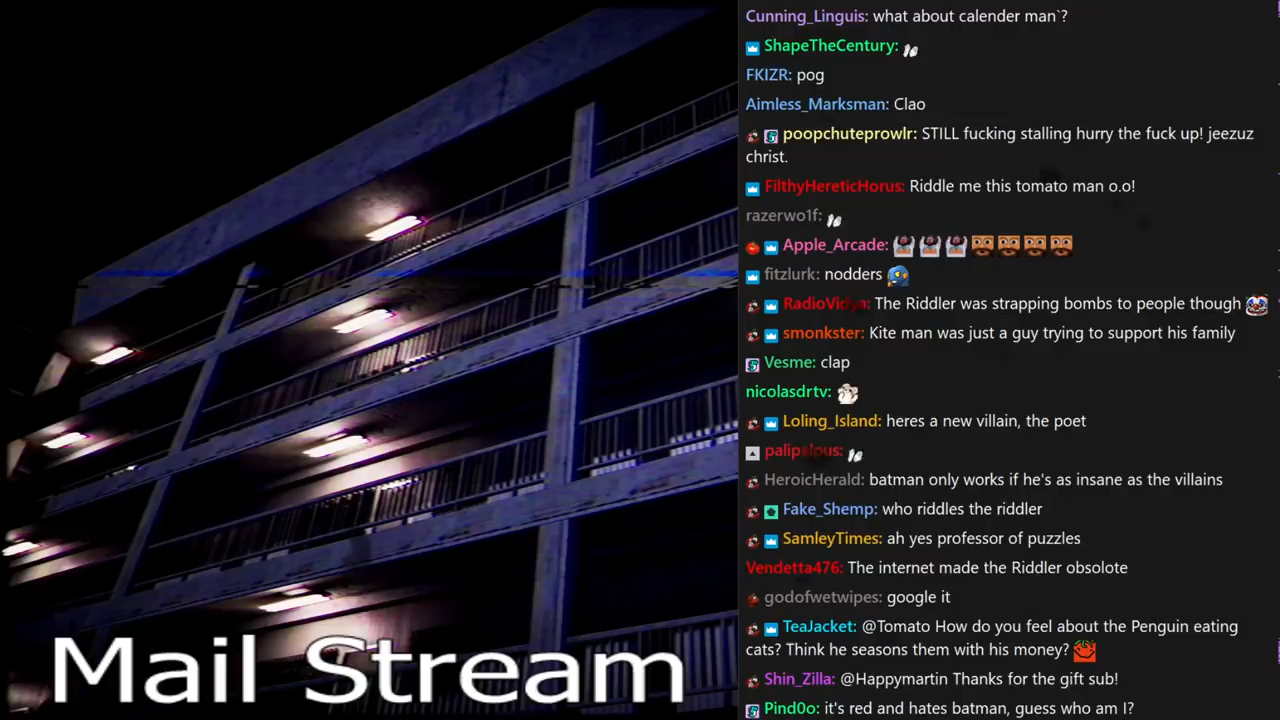 Cunning_Linguis: what about calender man`?
ShapeTheCentury:
FKIZR: pog
Aimless_Marksman: Clao
poopchuteprowlr: STILL fucking stalling hurry the fuck up! jeezuz
christ.
FilthyHereticHorus: Riddle me this tomato man o.o!
razerwo1f:
Apple_Arcade:
fitzlurk: nodders
RadioVidyn: The Riddler was strapping bombs to people though
smonkster: Kite man was just a guy trying to support his family
Vesme: clap
nicolasdrtv:
Loling_Island: heres a new villain, the poet
palipalous:
HeroicHerald: batman only works if he's as insane as the villains
Fake_Shemp: who riddles the riddler
SamleyTimes: ah yes professor of puzzles
Vendetta476: The internet made the Riddler obsolote
godofwetwipes: google it
TeaJacket: @Tomato How do you feel about the Penguin eating
cats? Think he seasons them with his money?
Shin_Zilla: @Happymartin Thanks for the gift sub!
Pind0o: it's red and hates batman, guess who am I?
Mail Stream